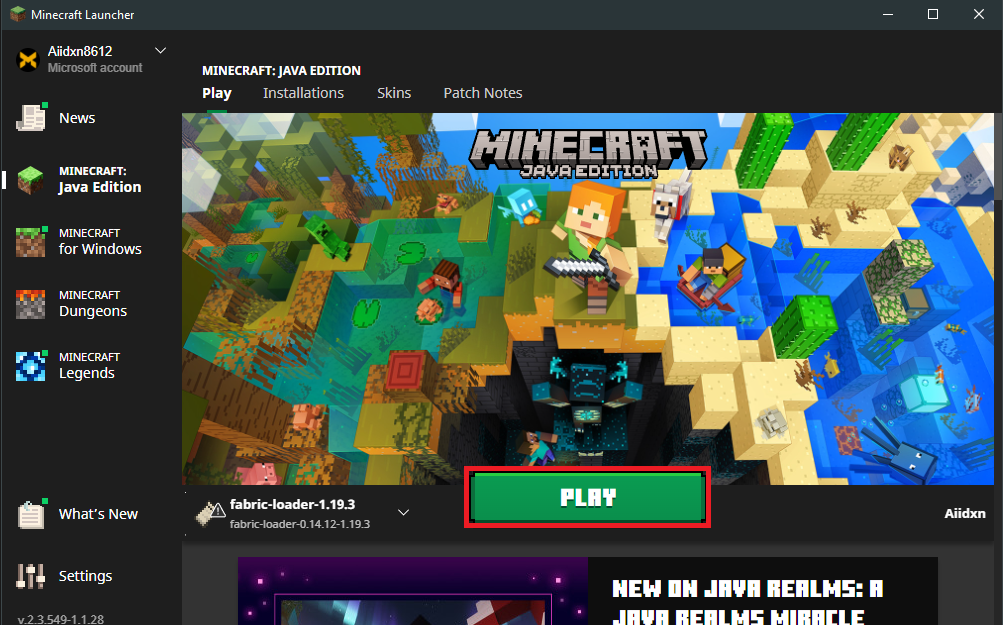 Minecraft Launcher
Aiidxn8612
Microsoft account
News
MINECRAFT:
Java Edition
MINECRAFT
for Windows
MINECRAFT
Dungeons
MINECRAFT
Legends
What's New
Settings
v.2.3.549-1.1.28
MINECRAFT: JAVA EDITION
Play Installations Skins Patch Notes
MINECRAFT
JAVA EDITION
fabric-loader-1.19.3
fabric-loader-0.14.12-1.19.3
PLAY
Aiidxn
NEW ON JAVA REALMS: A
JAVA REALMS MIRACLE